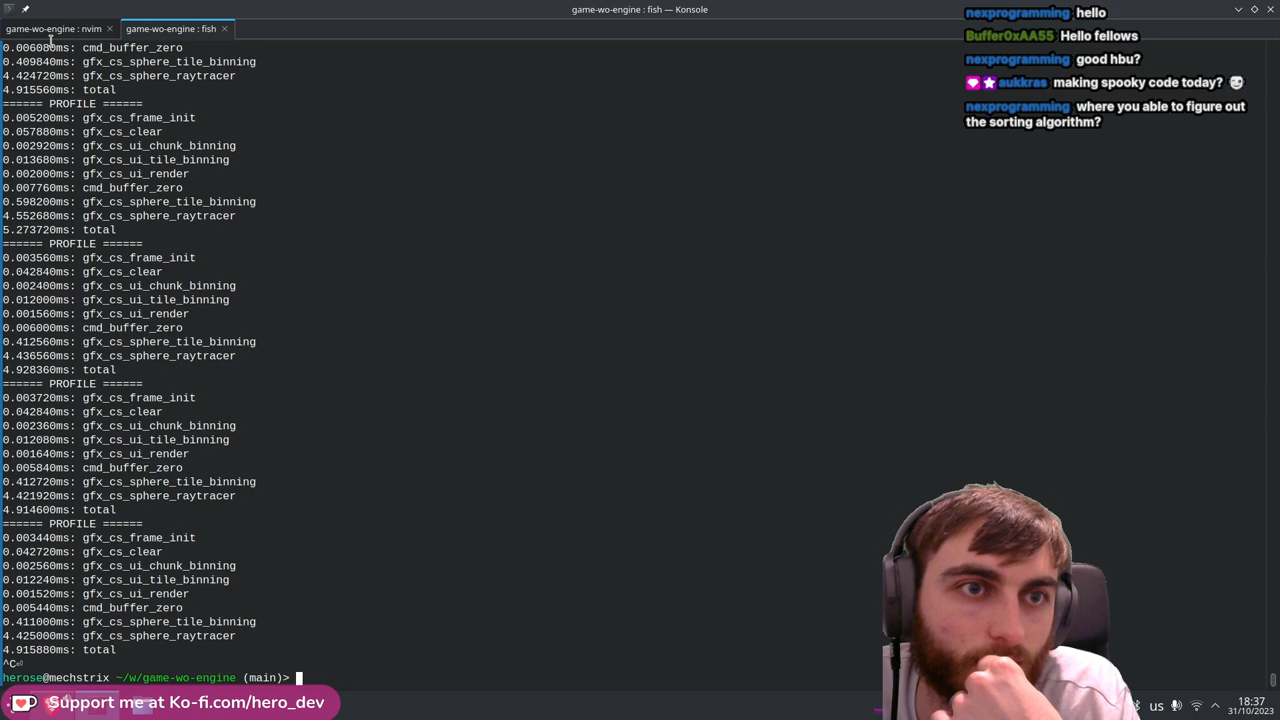 game-wo-engine : fish — Konsole
game-wo-engine : nvim
game-wo-engine : fish
0.006080ms: cmd_buffer_zero
0.409840ms: gfx_cs_sphere_tile_binning
4.424720ms: gfx_cs_sphere_raytracer
4.915560ms: total
====== PROFILE ======
0.005200ms: gfx_cs_frame_init
0.057880ms: gfx_cs_clear
0.002920ms: gfx_cs_ui_chunk_binning
0.013680ms: gfx_cs_ui_tile_binning
0.002000ms: gfx_cs_ui_render
0.007760ms: cmd_buffer_zero
0.598200ms: gfx_cs_sphere_tile_binning
4.552680ms: gfx_cs_sphere_raytracer
5.273720ms: total
====== PROFILE ======
0.003560ms: gfx_cs_frame_init
0.042840ms: gfx_cs_clear
0.002400ms: gfx_cs_ui_chunk_binning
0.012000ms: gfx_cs_ui_tile_binning
0.001560ms: gfx_cs_ui_render
0.006000ms: cmd_buffer_zero
0.412560ms: gfx_cs_sphere_tile_binning
4.436560ms: gfx_cs_sphere_raytracer
4.928360ms: total
====== PROFILE ======
0.003720ms: gfx_cs_frame_init
0.042840ms: gfx_cs_clear
0.002360ms: gfx_cs_ui_chunk_binning
0.012080ms: gfx_cs_ui_tile_binning
0.001640ms: gfx_cs_ui_render
0.005840ms: cmd_buffer_zero
0.412720ms: gfx_cs_sphere_tile_binning
4.421920ms: gfx_cs_sphere_raytracer
4.914600ms: total
====== PROFILE ======
0.003440ms: gfx_cs_frame_init
0.042720ms: gfx_cs_clear
0.002560ms: gfx_cs_ui_chunk_binning
0.012240ms: gfx_cs_ui_tile_binning
0.001520ms: gfx_cs_ui_render
0.005440ms: cmd_buffer_zero
0.411000ms: gfx_cs_sphere_tile_binning
4.425000ms: gfx_cs_sphere_raytracer
4.915880ms: total
^C⏎
herose@mechstrix ~/w/game-wo-engine (main)>
nexprogramming hello
Buffer0xAA55 Hello fellows
nexprogramming good hbu?
aukkras making spooky code today?
nexprogramming where you able to figure out
the sorting algorithm?
Support me at Ko-fi.com/hero_dev
us
18:37
31/10/2023